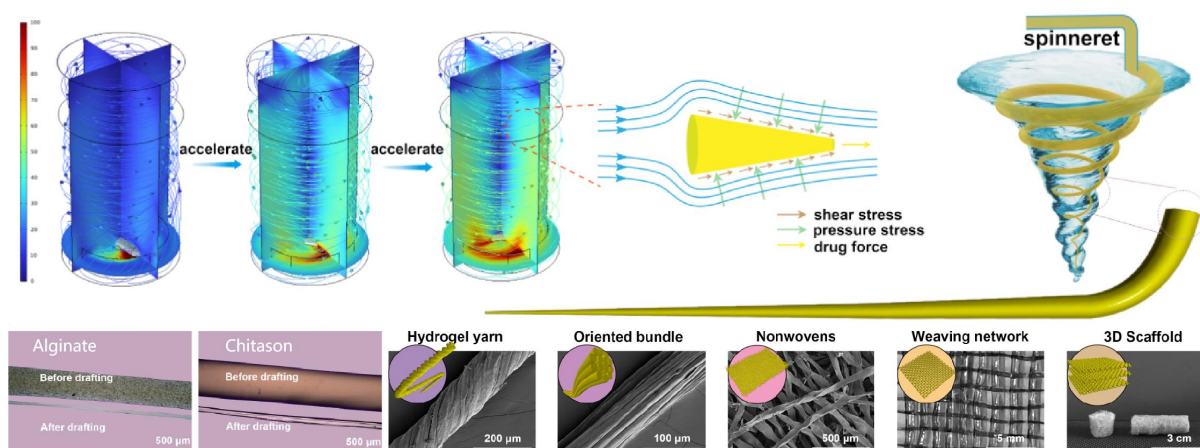 100
90
80
70
60
50
40
30
20
10
0
accelerate
accelerate
shear stress
pressure stress
drug force
spinneret
Alginate
Before drafting
After drafting
500 μm
Chitason
Before drafting
After drafting
500 μm
Hydrogel yarn
200 μm
Oriented bundle
100 μm
Nonwovens
500 μm
Weaving network
5 mm
3D Scaffold
3 cm